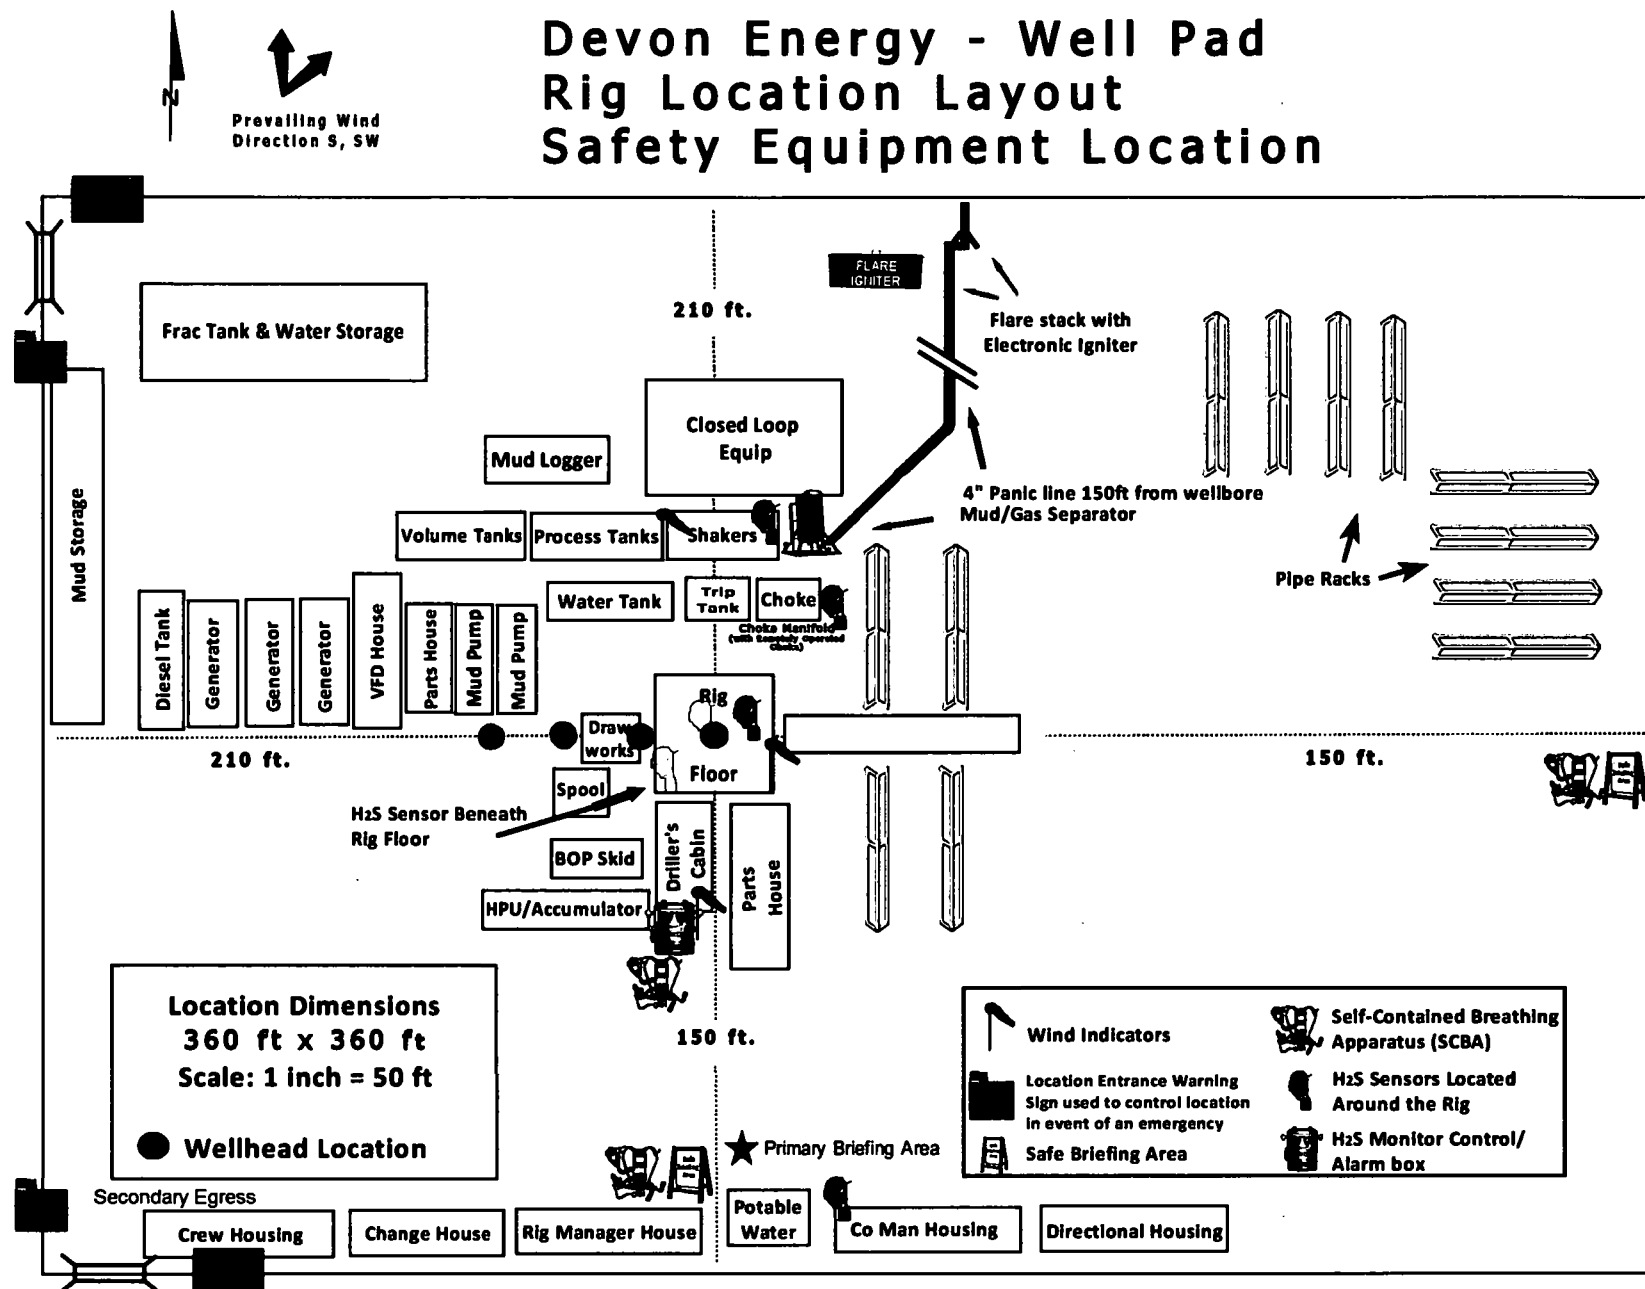 Devon Energy - Well Pad
Rig Location Layout
Safety Equipment Location
N
Prevailing Wind
Direction S, SW
FLARE
IGNITER
210 ft.
Flare stack with
Electronic Igniter
Frac Tank & Water Storage
Closed Loop
Equip
Mud Logger
4" Panic line 150ft from wellbore
Mud/Gas Separator
Volume Tanks
Process Tanks
Shakers
Mud Storage
Pipe Racks
Water Tank
Trip
Tank
Choke
Choke Manifold
(with Remotely Operated
Choke)
Diesel Tank
Generator
Generator
Generator
VFD House
Parts House
Mud Pump
Mud Pump
Rig
Floor
Draw
works
210 ft.
150 ft.
Spool
H2S Sensor Beneath
Rig Floor
BOP Skid
Driller's
Cabin
Parts
House
HPU/Accumulator
Location Dimensions
360 ft x 360 ft
Scale: 1 inch = 50 ft
Wellhead Location
150 ft.
Wind Indicators
Location Entrance Warning
Sign used to control location
in event of an emergency
Safe Briefing Area
Self-Contained Breathing
Apparatus (SCBA)
H2S Sensors Located
Around the Rig
H2S Monitor Control/
Alarm box
Primary Briefing Area
Secondary Egress
Crew Housing
Change House
Rig Manager House
Potable
Water
Co Man Housing
Directional Housing